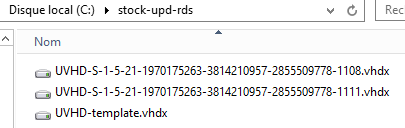 Disque local (C:) > stock-upd-rds
Rec
Nom
UVHD-S-1-5-21-1970175263-3814210957-2855509778-1108.vhdx
UVHD-S-1-5-21-1970175263-3814210957-2855509778-1111.vhdx
UVHD-template.vhdx